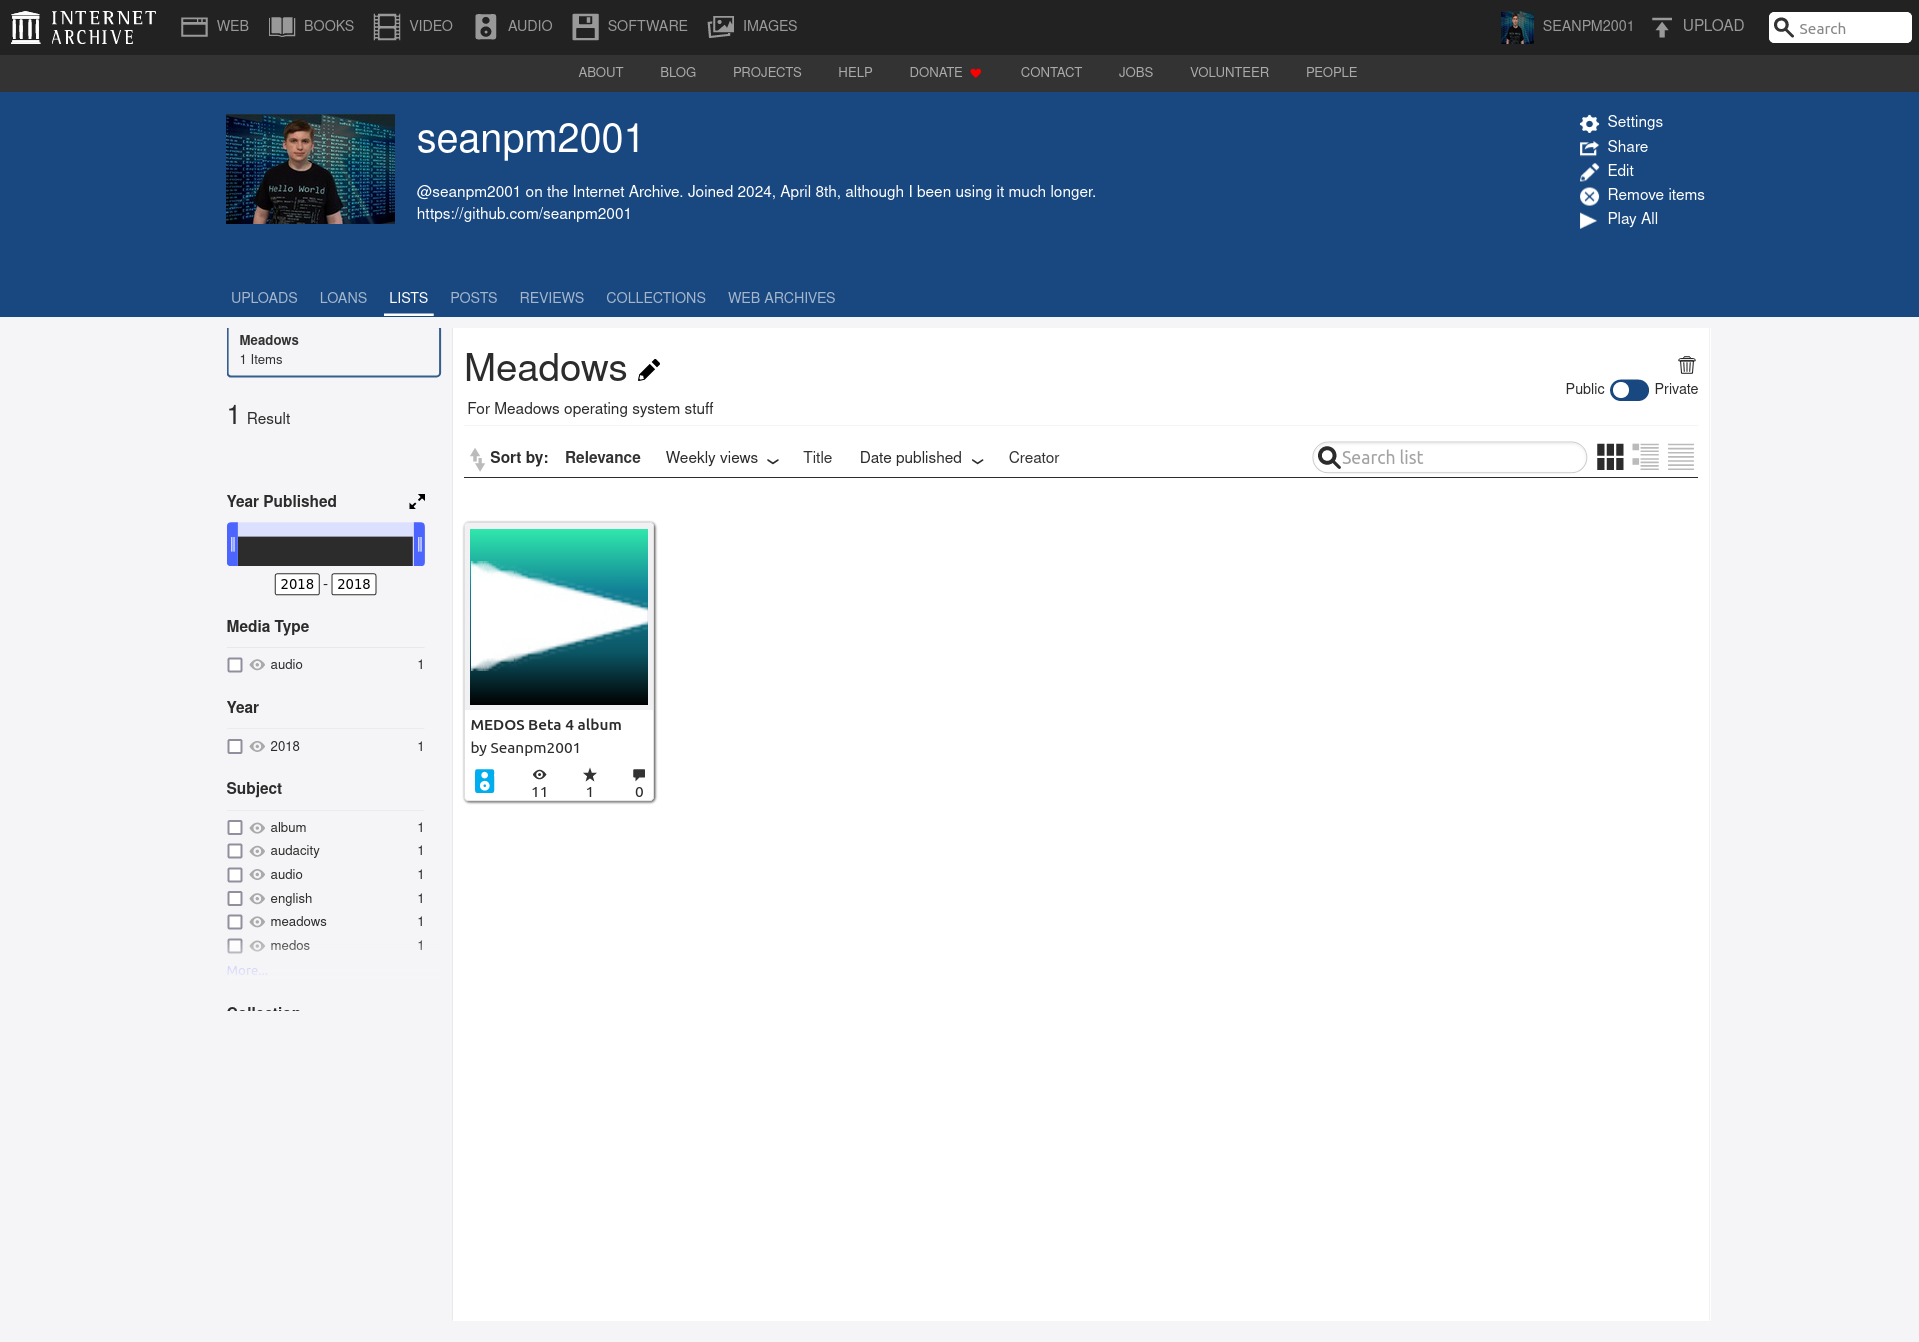 INTERNET ARCHIVE
WEB BOOKS VIDEO AUDIO SOFTWARE IMAGES SEANPM2001 UPLOAD Search
ABOUT BLOG PROJECTS HELP DONATE CONTACT JOBS VOLUNTEER PEOPLE
Hello World
seanpm2001
@seanpm2001 on the Internet Archive. Joined 2024, April 8th, although I been using it much longer.
https://github.com/seanpm2001
Settings
Share
Edit
Remove items
Play All
UPLOADS LOANS LISTS POSTS REVIEWS COLLECTIONS WEB ARCHIVES
Meadows
1 Items
1 Result
Year Published
2018 - 2018
Media Type
audio 1
Year
2018 1
Subject
album 1
audacity 1
audio 1
english 1
meadows 1
medos 1
More...
Collection
Meadows
For Meadows operating system stuff
Public Private
Sort by: Relevance Weekly views Title Date published Creator Search list
MEDOS Beta 4 album
by Seanpm2001
11 1 0